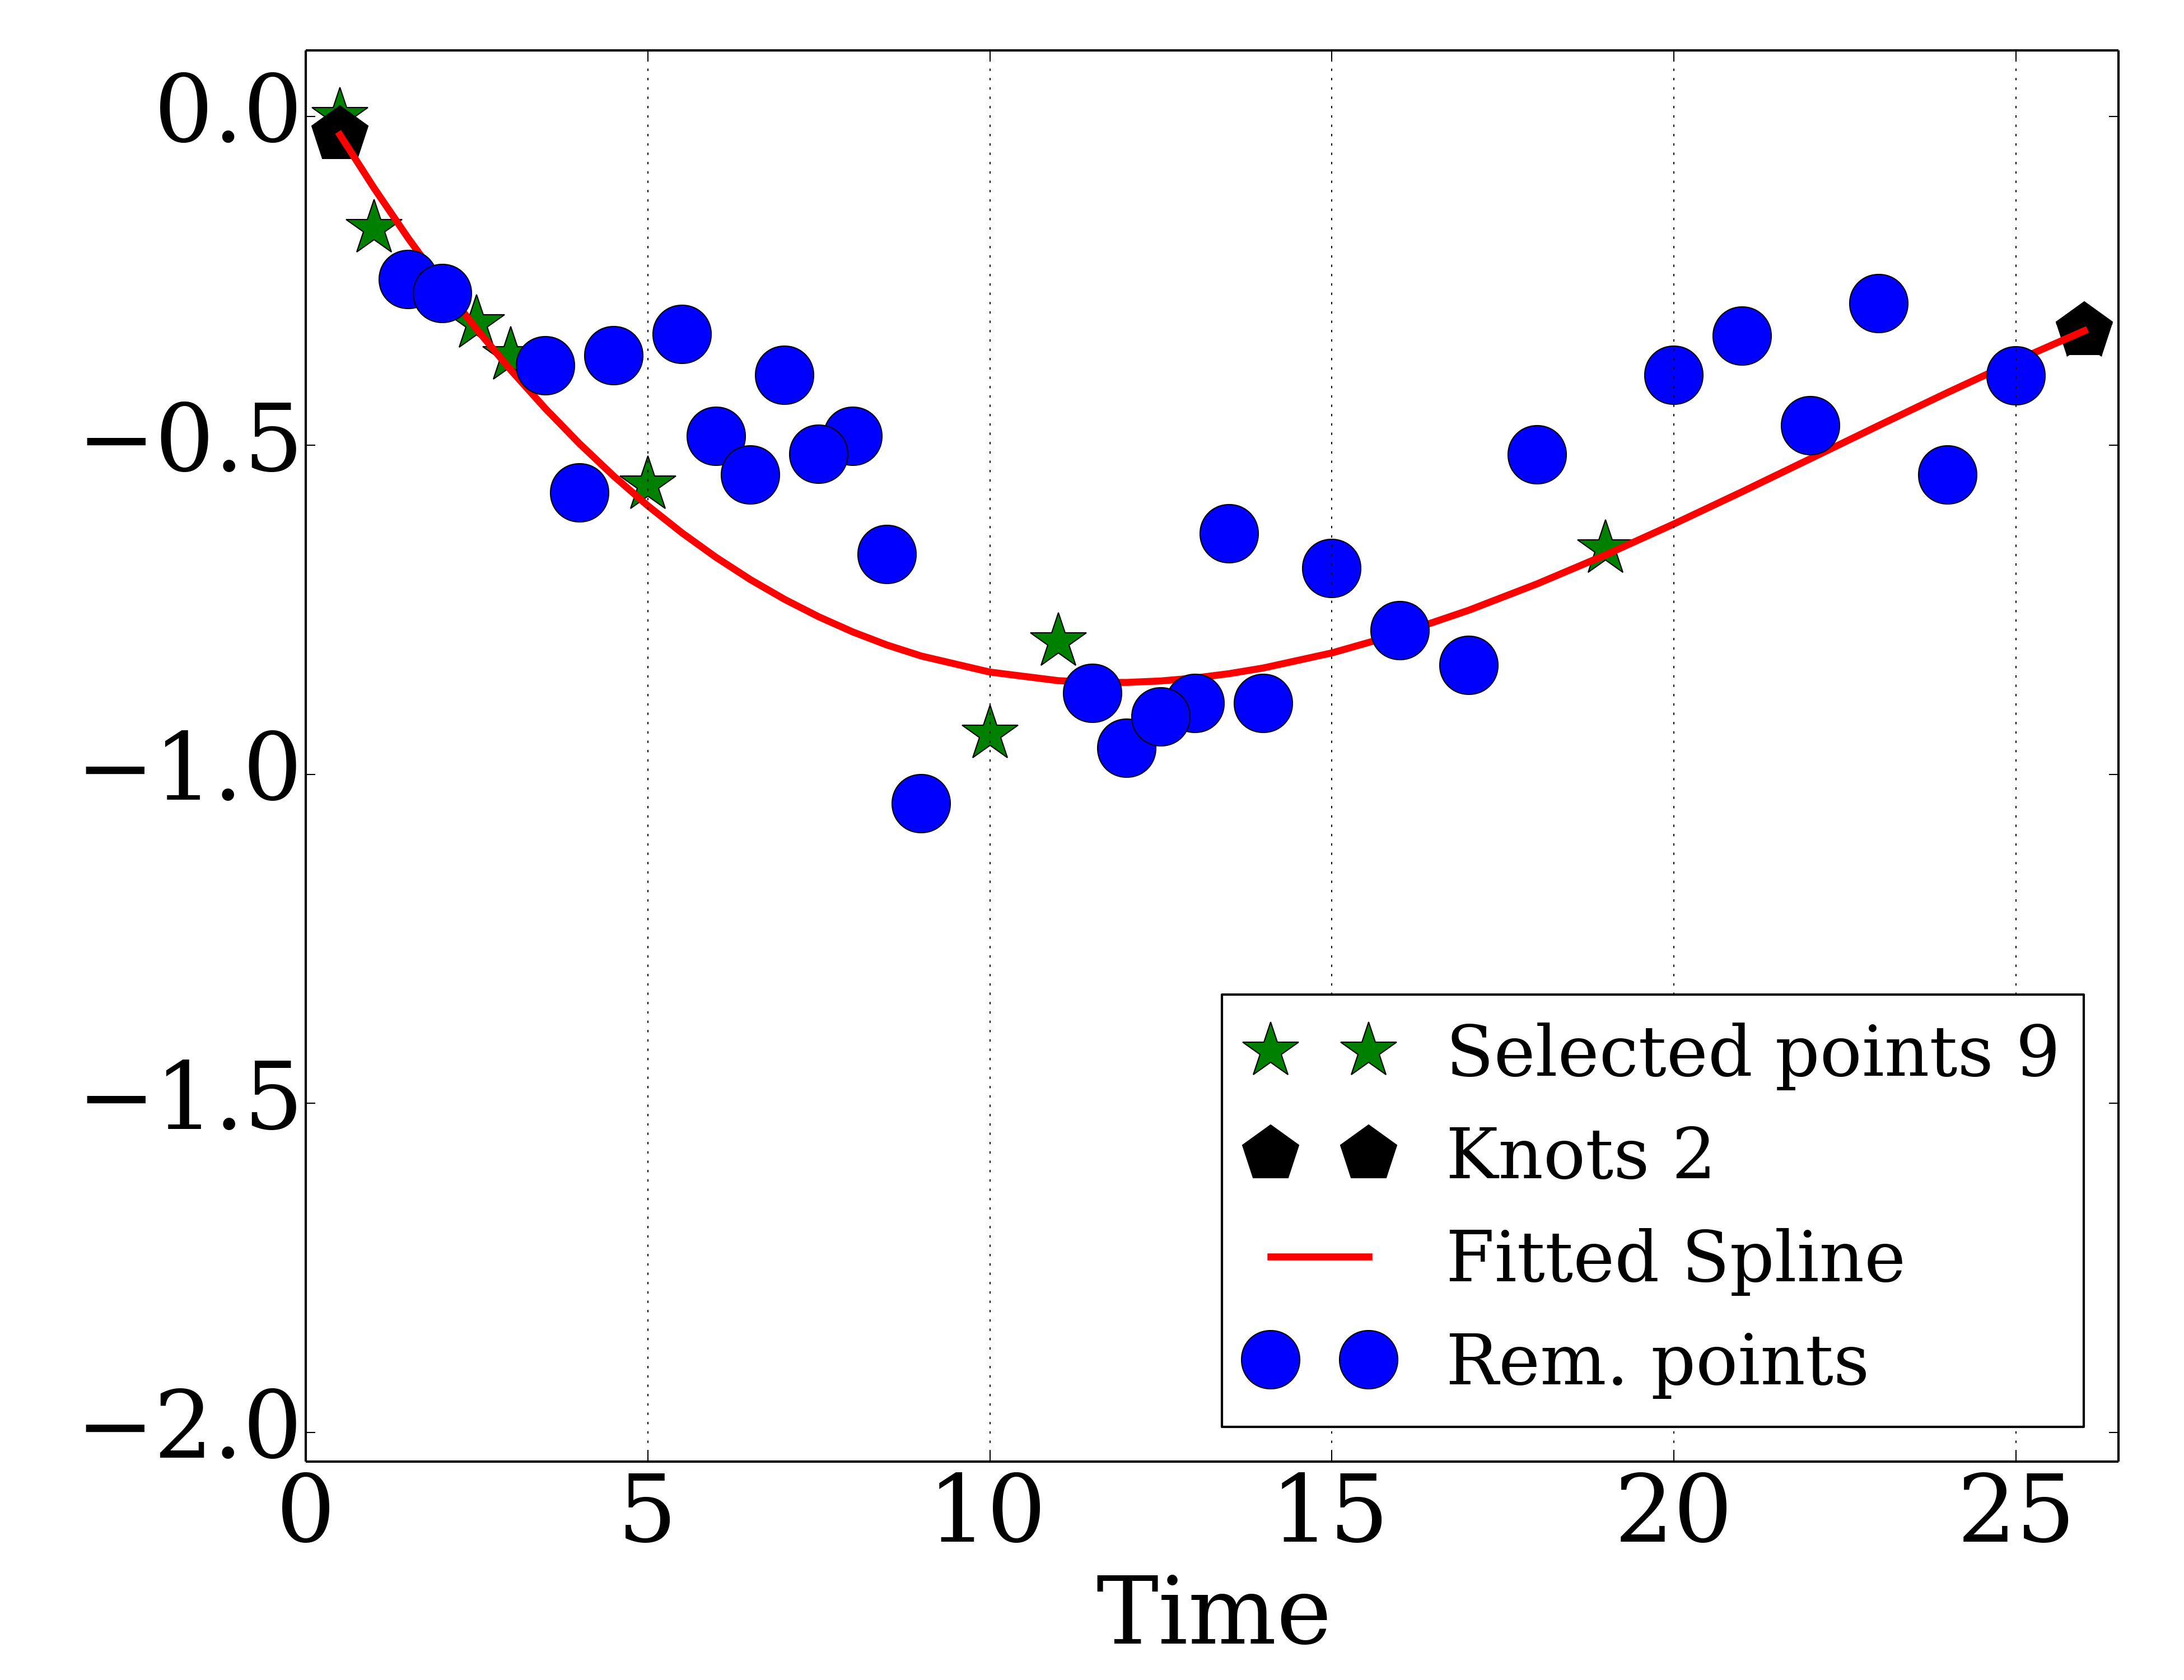 0.0
−0.5
−1.0
−1.5
−2.0
0 5 10 15 20 25
Time
Selected points 9
Knots 2
Fitted Spline
Rem. points